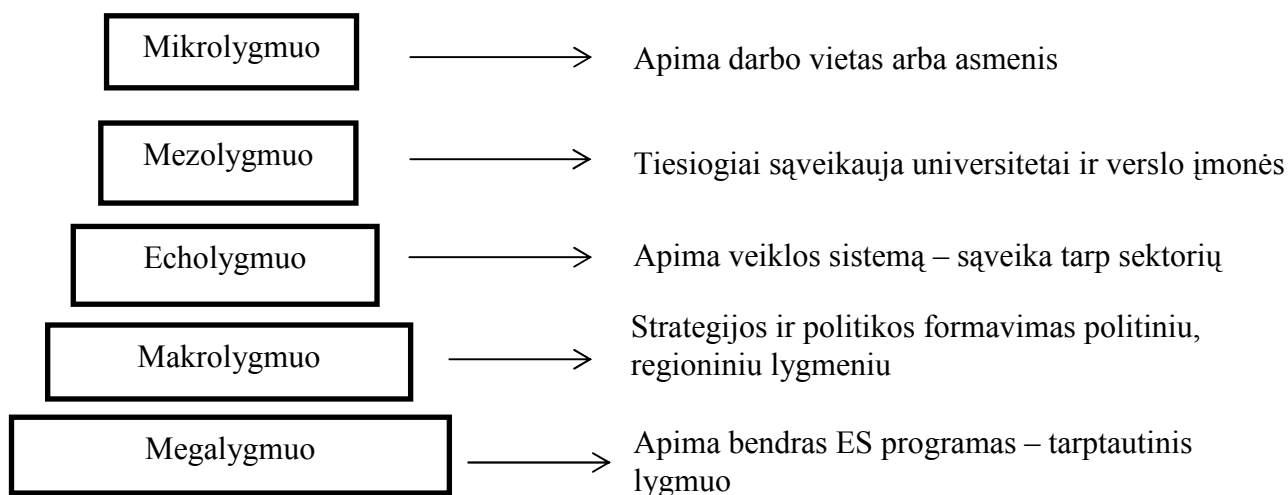 Mikrolygmuo
Apima darbo vietas arba asmenis
Mezolygmuo
Tiesiogiai sąveikauja universitetai ir verslo įmonės
Echolygmuo
Apima veiklos sistemą – sąveika tarp sektorių
Makrolygmuo
Strategijos ir politikos formavimas politiniu,
regioniniu lygmeniu
Megalygmuo
Apima bendras ES programas – tarptautinis
lygmuo